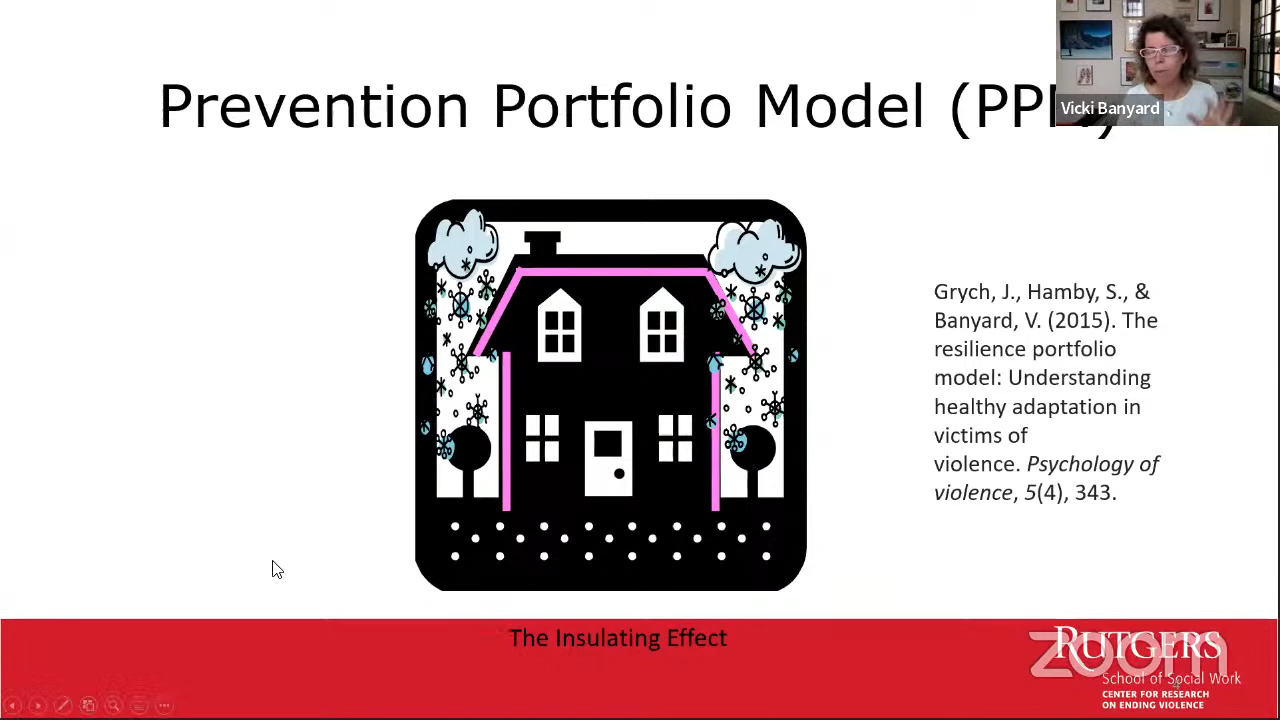 Prevention Portfolio Model (PPM)
Vicki Banyard
Grych, J., Hamby, S., &
Banyard, V. (2015). The
resilience portfolio
model: Understanding
healthy adaptation in
victims of
violence. Psychology of
violence, 5(4), 343.
The Insulating Effect
RUTGERS
zoom
School of Social Work
CENTER FOR RESEARCH
ON ENDING VIOLENCE